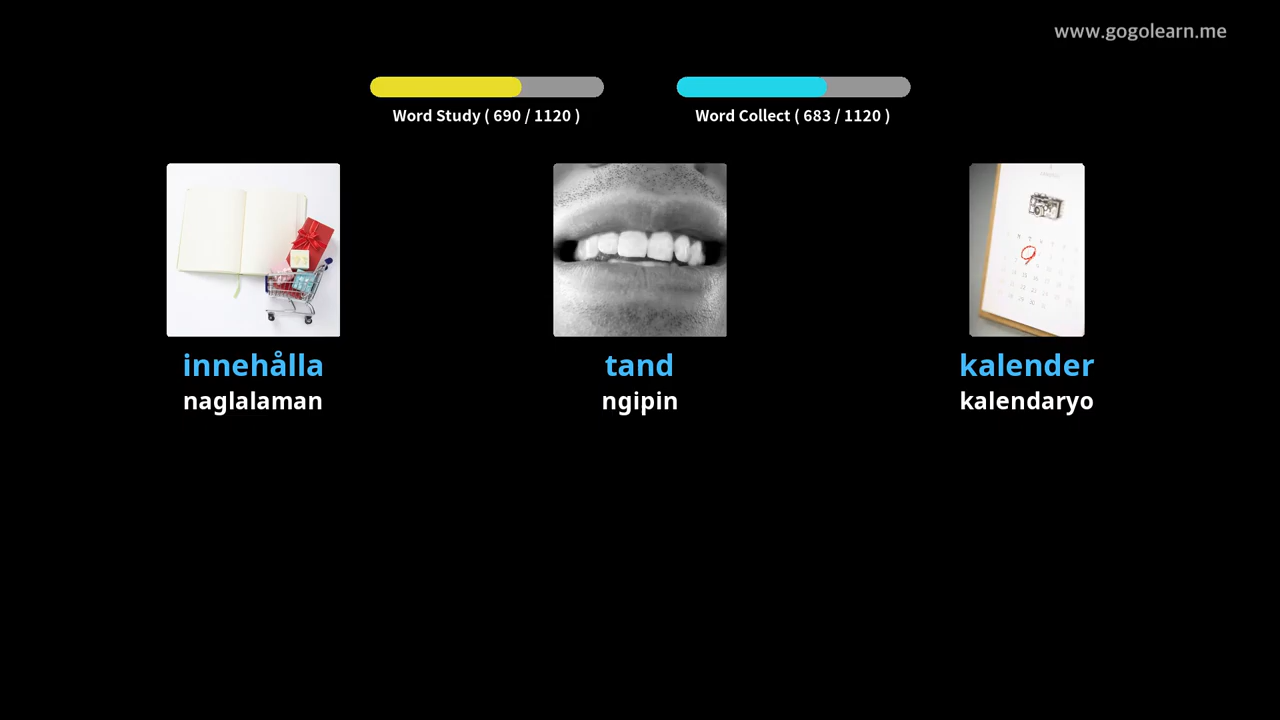 www.gogolearn.me
Word Study ( 690 / 1120 )
Word Collect ( 683 / 1120 )
innehålla
naglalaman
tand
ngipin
kalender
kalendaryo